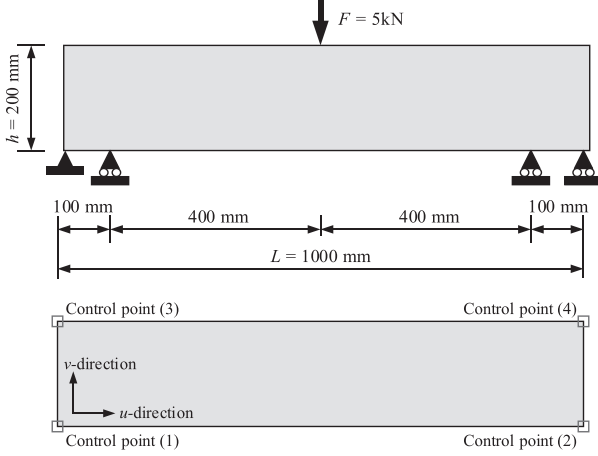 F = 5kN
h = 200 mm
100 mm
400 mm
400 mm
100 mm
L = 1000 mm
Control point (3)
Control point (4)
v-direction
u-direction
Control point (1)
Control point (2)